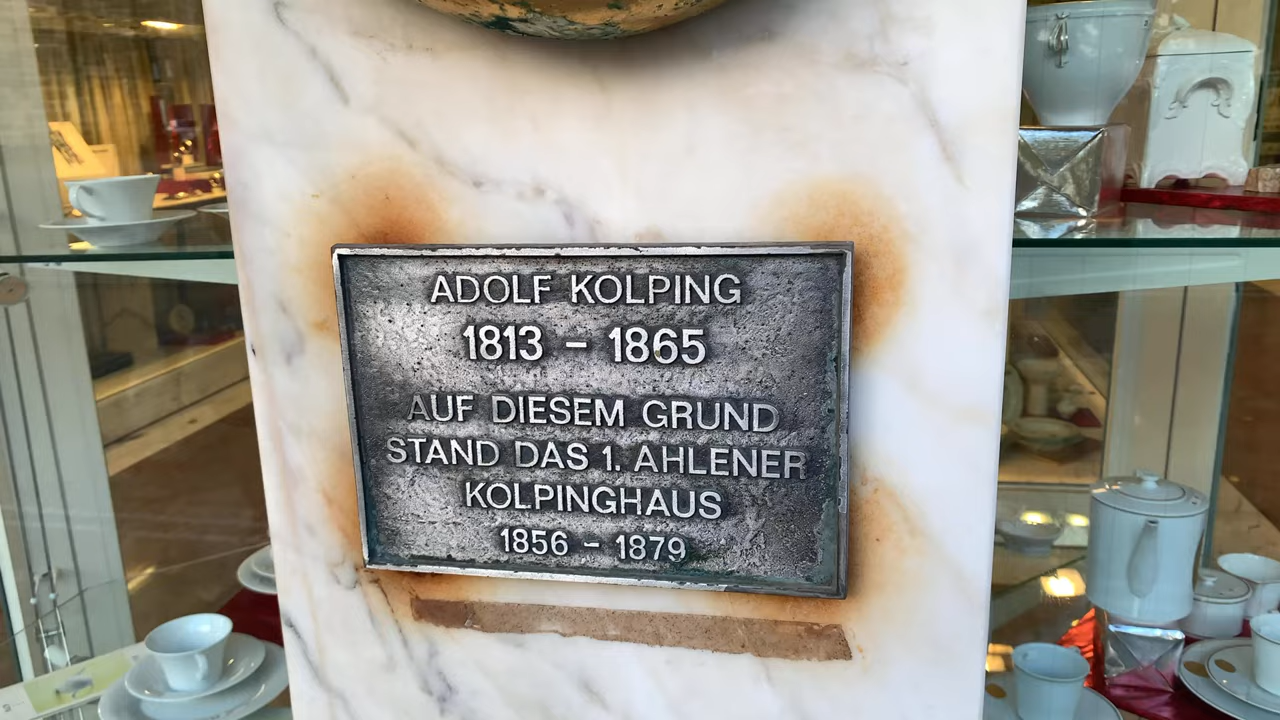 ADOLF KOLPING
1813 – 1865
AUF DIESEM GRUND
STAND DAS 1. AHLENER
KOLPINGHAUS
1856 – 1879